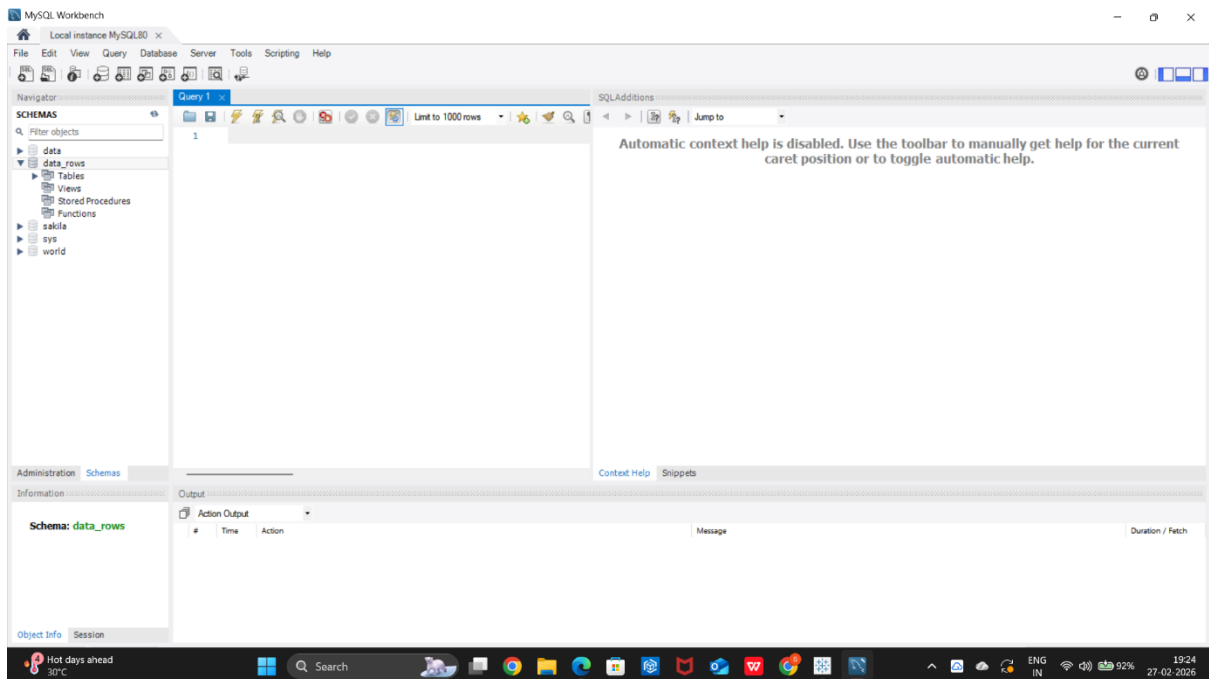 MySQL Workbench
Local instance MySQL80
File Edit View Query Database Server Tools Scripting Help
Navigator
Query 1
SQLAdditions
SCHEMAS
Limit to 1000 rows
Jump to
Filter objects
1
Automatic context help is disabled. Use the toolbar to manually get help for the current
caret position or to toggle automatic help.
data
data_rows
Tables
Views
Stored Procedures
Functions
sakila
sys
world
Administration Schemas
Context Help Snippets
Information
Output
Action Output
Schema: data_rows
# Time Action Message Duration / Fetch
Object Info Session
4
Hot days ahead
30°C
Search
ENG
IN
92%
19:24
27-02-2026